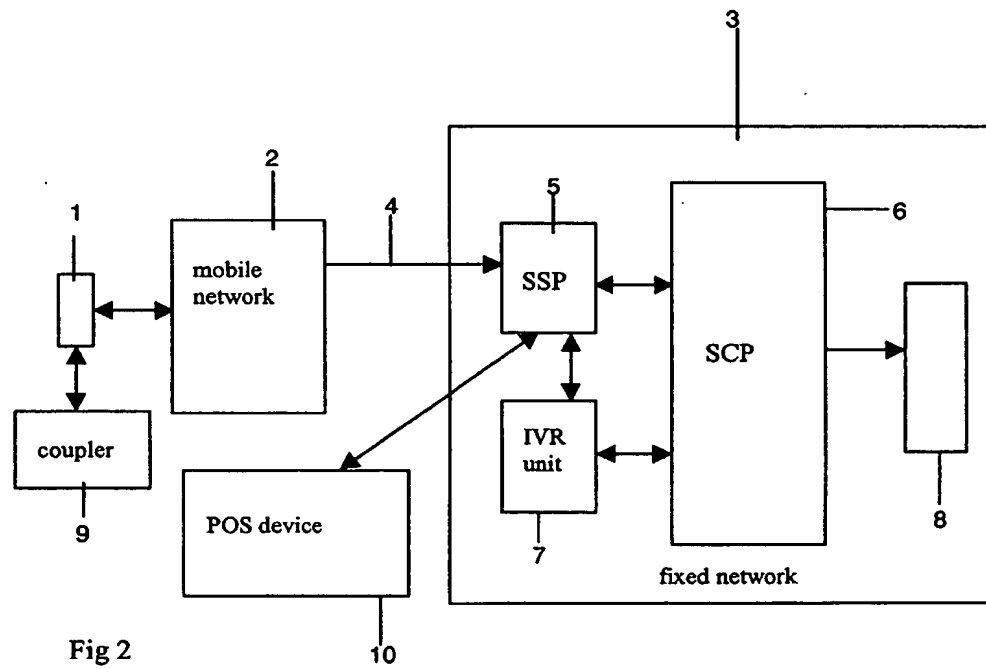 3
2
5
1
4
6
mobile
network
SSP
SCP
coupler
IVR
unit
9
POS device
7
8
fixed network
Fig 2
10